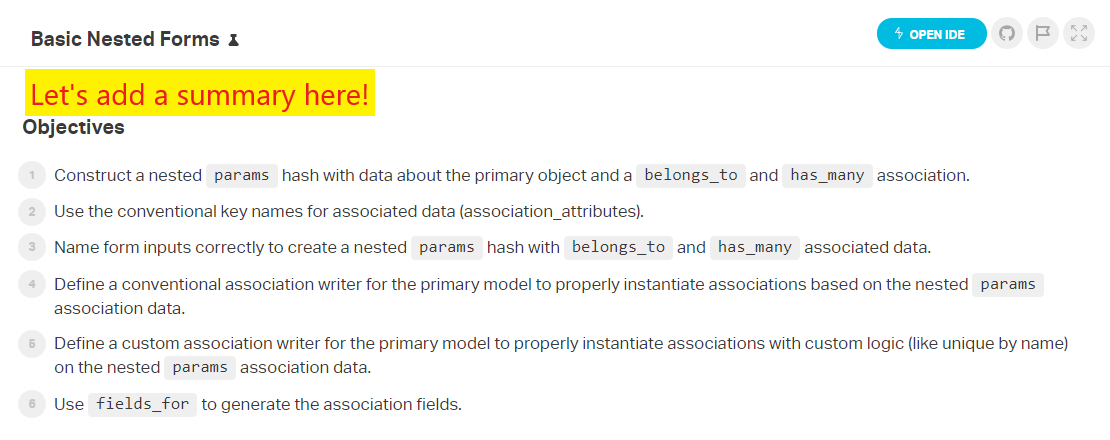 Basic Nested Forms
OPEN IDE
Let's add a summary here!
Objectives
1 Construct a nested params hash with data about the primary object and a belongs_to and has_many association.
2 Use the conventional key names for associated data (association_attributes).
3 Name form inputs correctly to create a nested params hash with belongs_to and has_many associated data.
4 Define a conventional association writer for the primary model to properly instantiate associations based on the nested params
association data.
5 Define a custom association writer for the primary model to properly instantiate associations with custom logic (like unique by name)
on the nested params association data.
6 Use fields_for to generate the association fields.